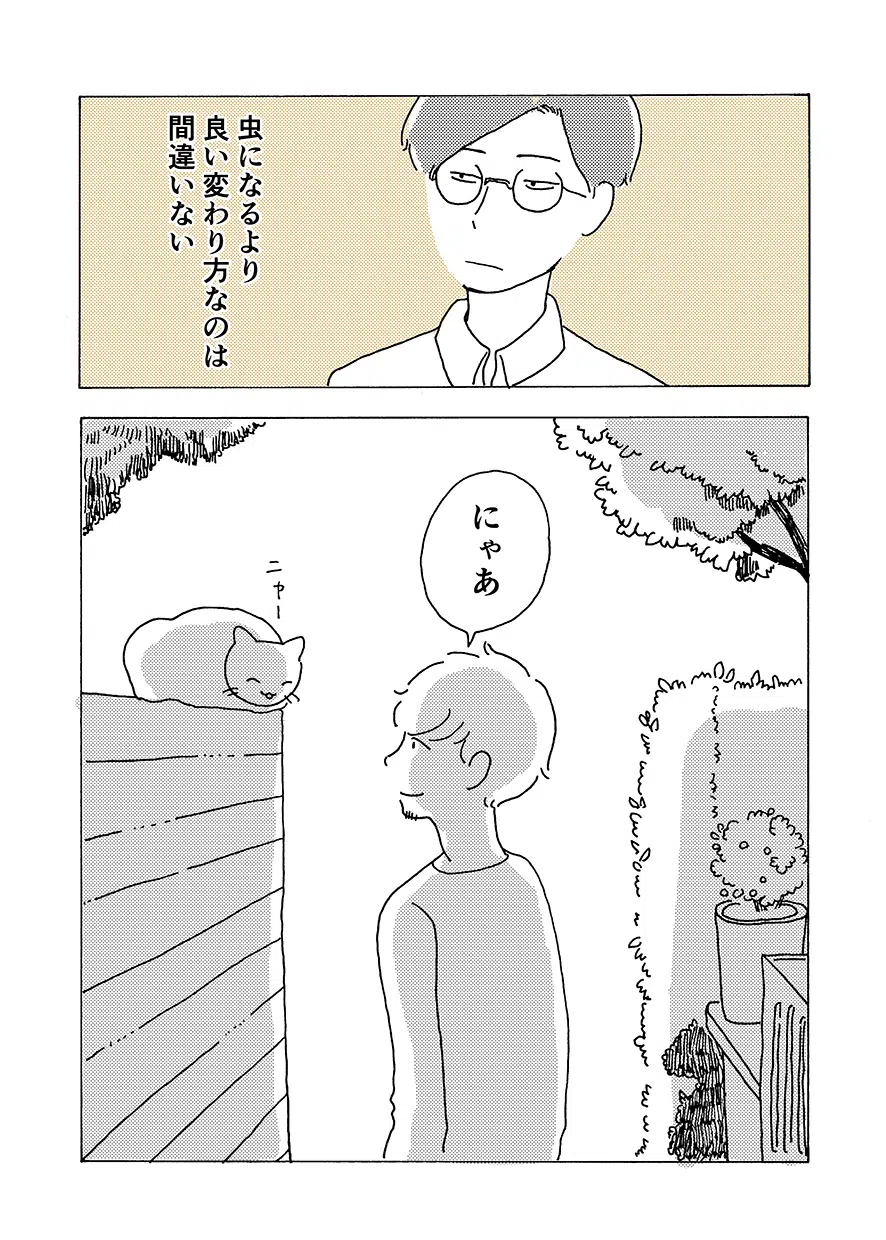 虫になるより
良い変わり方なのは
間違いない
にゃあ
ニャー